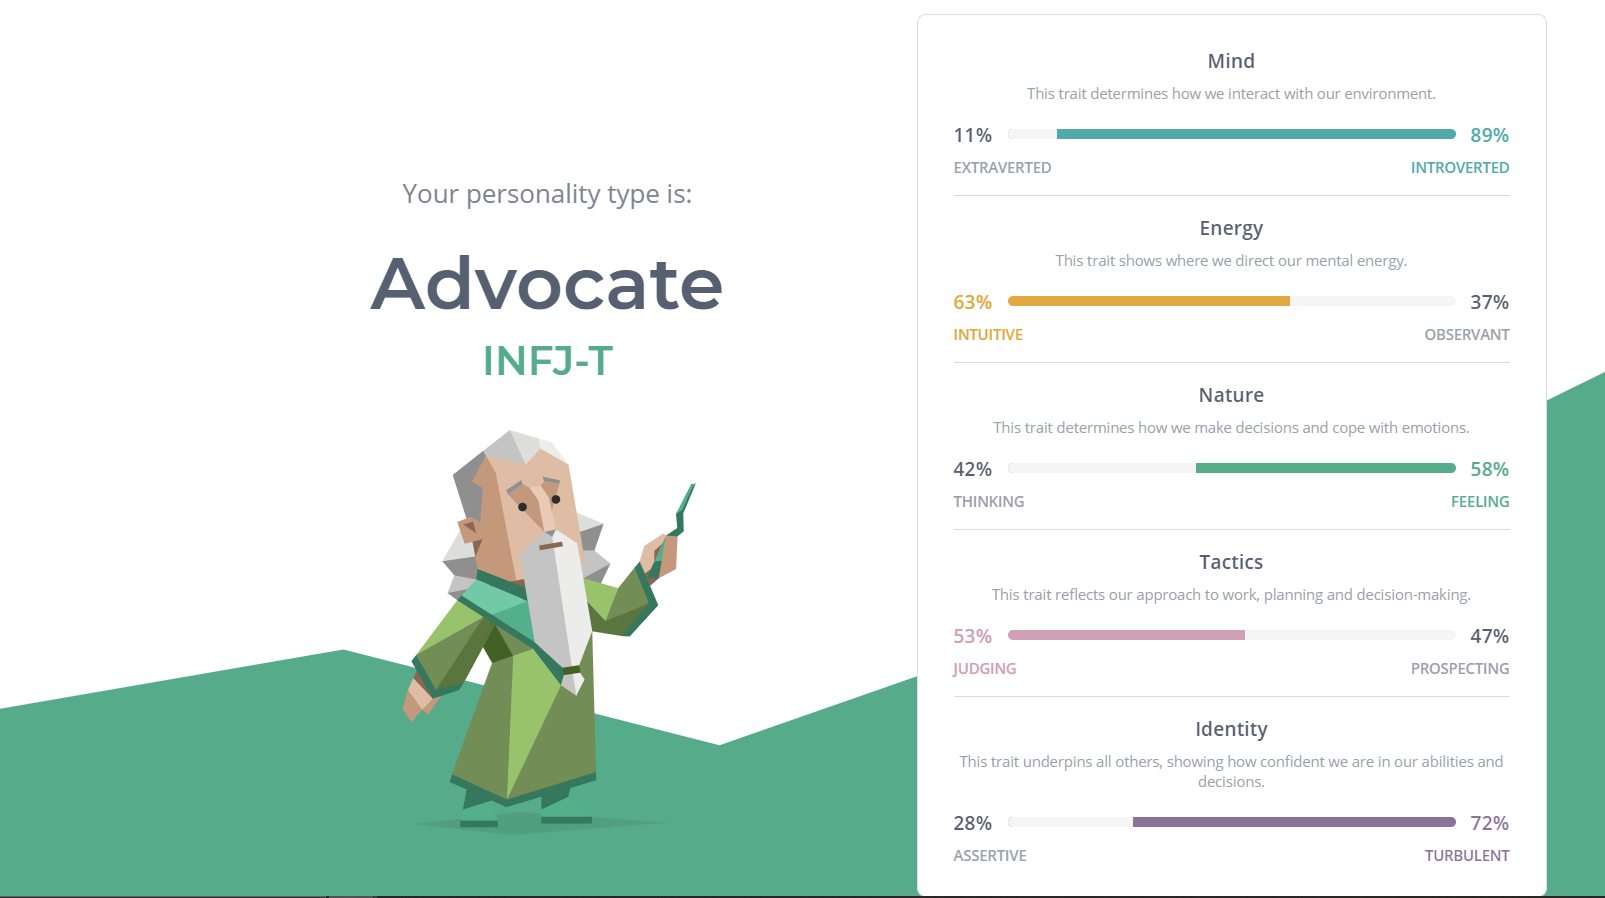 Your personality type is:
Advocate
INFJ-T
Mind
This trait determines how we interact with our environment.
11% 89%
EXTRAVERTED INTROVERTED
Energy
This trait shows where we direct our mental energy.
63% 37%
INTUITIVE OBSERVANT
Nature
This trait determines how we make decisions and cope with emotions.
42% 58%
THINKING FEELING
Tactics
This trait reflects our approach to work, planning and decision-making.
53% 47%
JUDGING PROSPECTING
Identity
This trait underpins all others, showing how confident we are in our abilities and
decisions.
28% 72%
ASSERTIVE TURBULENT